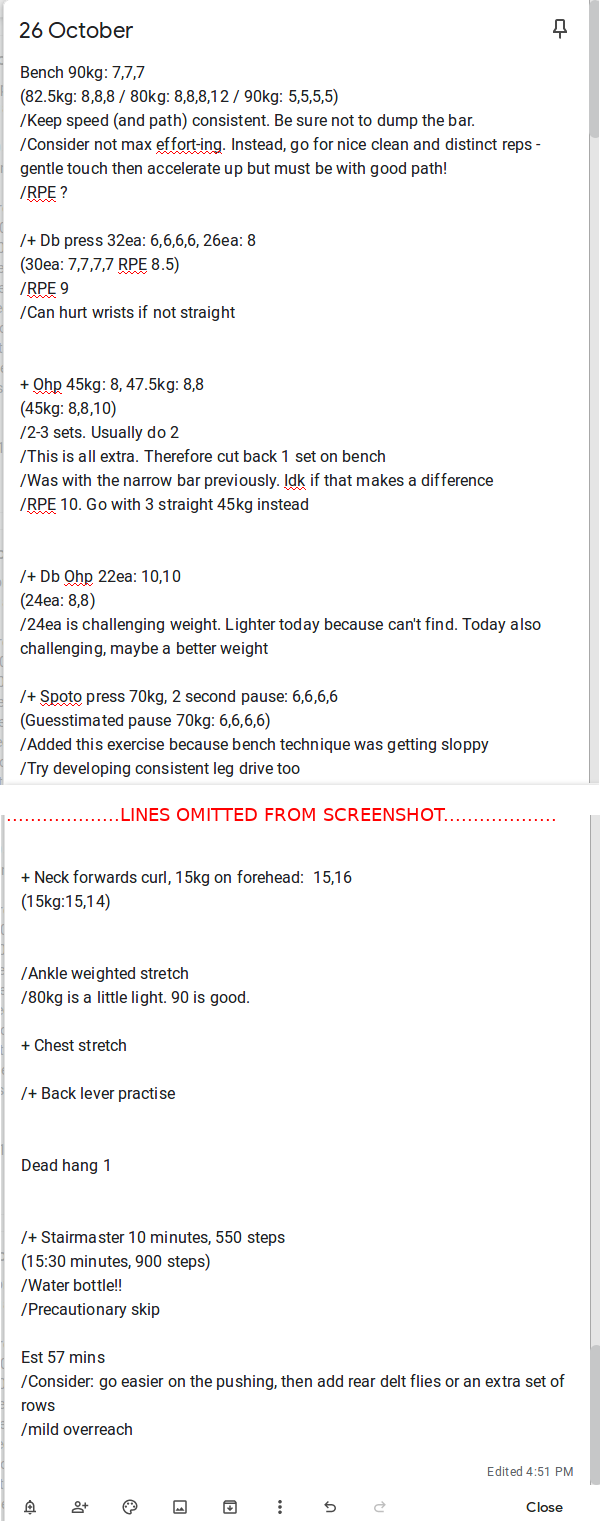 26 October
Bench 90kg: 7,7,7
(82.5kg: 8,8,8 / 80kg: 8,8,8,12 / 90kg: 5,5,5,5)
/Keep speed (and path) consistent. Be sure not to dump the bar.
/Consider not max effort-ing. Instead, go for nice clean and distinct reps -
gentle touch then accelerate up but must be with good path!
/RPE ?
/+ Db press 32ea: 6,6,6,6, 26ea: 8
(30ea: 7,7,7,7 RPE 8.5)
/RPE 9
/Can hurt wrists if not straight
+ Ohp 45kg: 8, 47.5kg: 8,8
(45kg: 8,8,10)
/2-3 sets. Usually do 2
/This is all extra. Therefore cut back 1 set on bench
/Was with the narrow bar previously. Idk if that makes a difference
/RPE 10. Go with 3 straight 45kg instead
/+ Db Ohp 22ea: 10,10
(24ea: 8,8)
/24ea is challenging weight. Lighter today because can't find. Today also
challenging, maybe a better weight
/+ Spoto press 70kg, 2 second pause: 6,6,6,6
(Guesstimated pause 70kg: 6,6,6,6)
/Added this exercise because bench technique was getting sloppy
/Try developing consistent leg drive too
...................LINES OMITTED FROM SCREENSHOT...................
+ Neck forwards curl, 15kg on forehead:  15,16
(15kg:15,14)
/Ankle weighted stretch
/80kg is a little light. 90 is good.
+ Chest stretch
/+ Back lever practise
Dead hang 1
/+ Stairmaster 10 minutes, 550 steps
(15:30 minutes, 900 steps)
/Water bottle!!
/Precautionary skip
Est 57 mins
/Consider: go easier on the pushing, then add rear delt flies or an extra set of
rows
/mild overreach
Edited 4:51 PM
Close